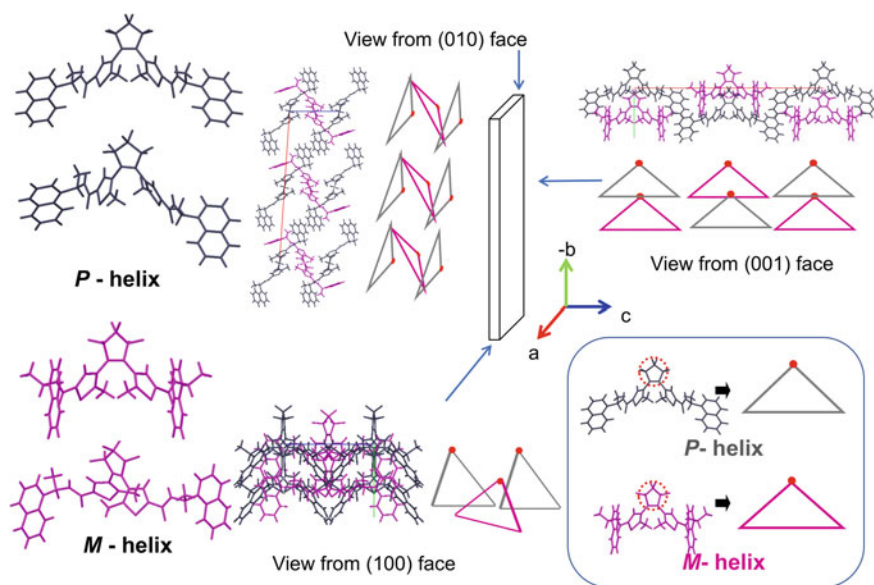 View from (010) face
P - helix
View from (001) face
-b
c
a
M - helix
View from (100) face
P- helix
M- helix